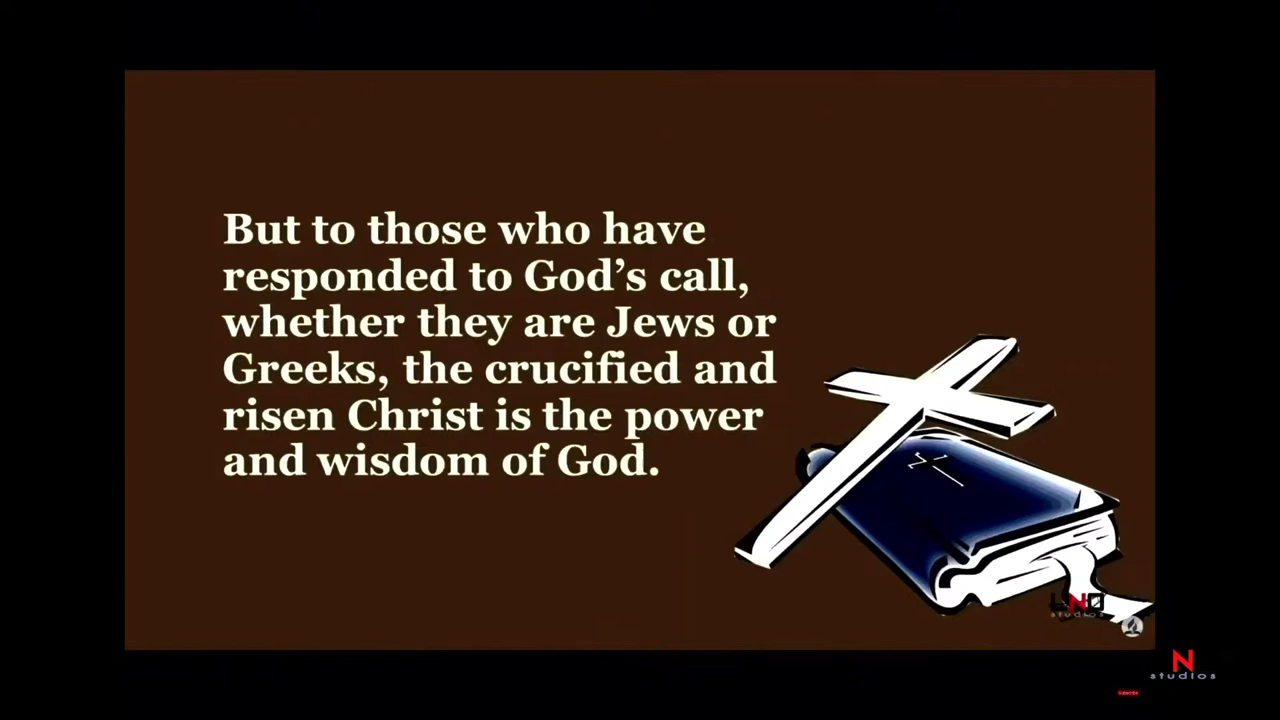 But to those who have
responded to God’s call,
whether they are Jews or
Greeks, the crucified and
risen Christ is the power
and wisdom of God.
studios
N
studios